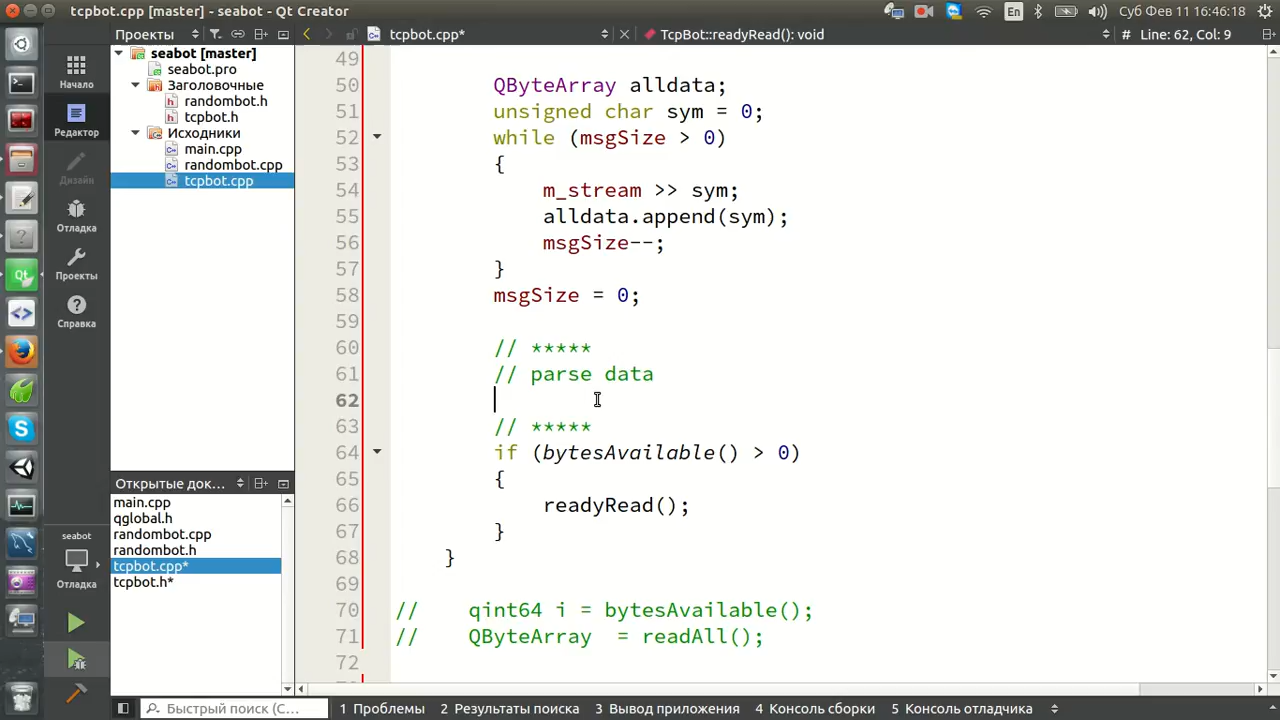 tcpbot.cpp [master] - seabot - Qt Creator
En
Суб Фев 11 16:46:18
Проекты
tcpbot.cpp*
TcpBot::readyRead(): void
# Line: 62, Col: 9
Начало
Редактор
Дизайн
Отладка
Проекты
Справка
seabot
Отладка
seabot [master]
seabot.pro
Заголовочные
randombot.h
tcpbot.h
Исходники
main.cpp
randombot.cpp
tcpbot.cpp
Открытые док...
main.cpp
qglobal.h
randombot.cpp
randombot.h
tcpbot.cpp*
tcpbot.h*
49
50 QByteArray alldata;
51 unsigned char sym = 0;
52 while (msgSize > 0)
53 {
54 m_stream >> sym;
55 alldata.append(sym);
56 msgSize--;
57 }
58 msgSize = 0;
59
60 // *****
61 // parse data
62
63 // *****
64 if (bytesAvailable() > 0)
65 {
66 readyRead();
67 }
68 }
69
70 // qint64 i = bytesAvailable();
71 // QByteArray  = readAll();
72
Быстрый поиск (С...
1 Проблемы
2 Результаты поиска
3 Вывод приложения
4 Консоль сборки
5 Консоль отладчика